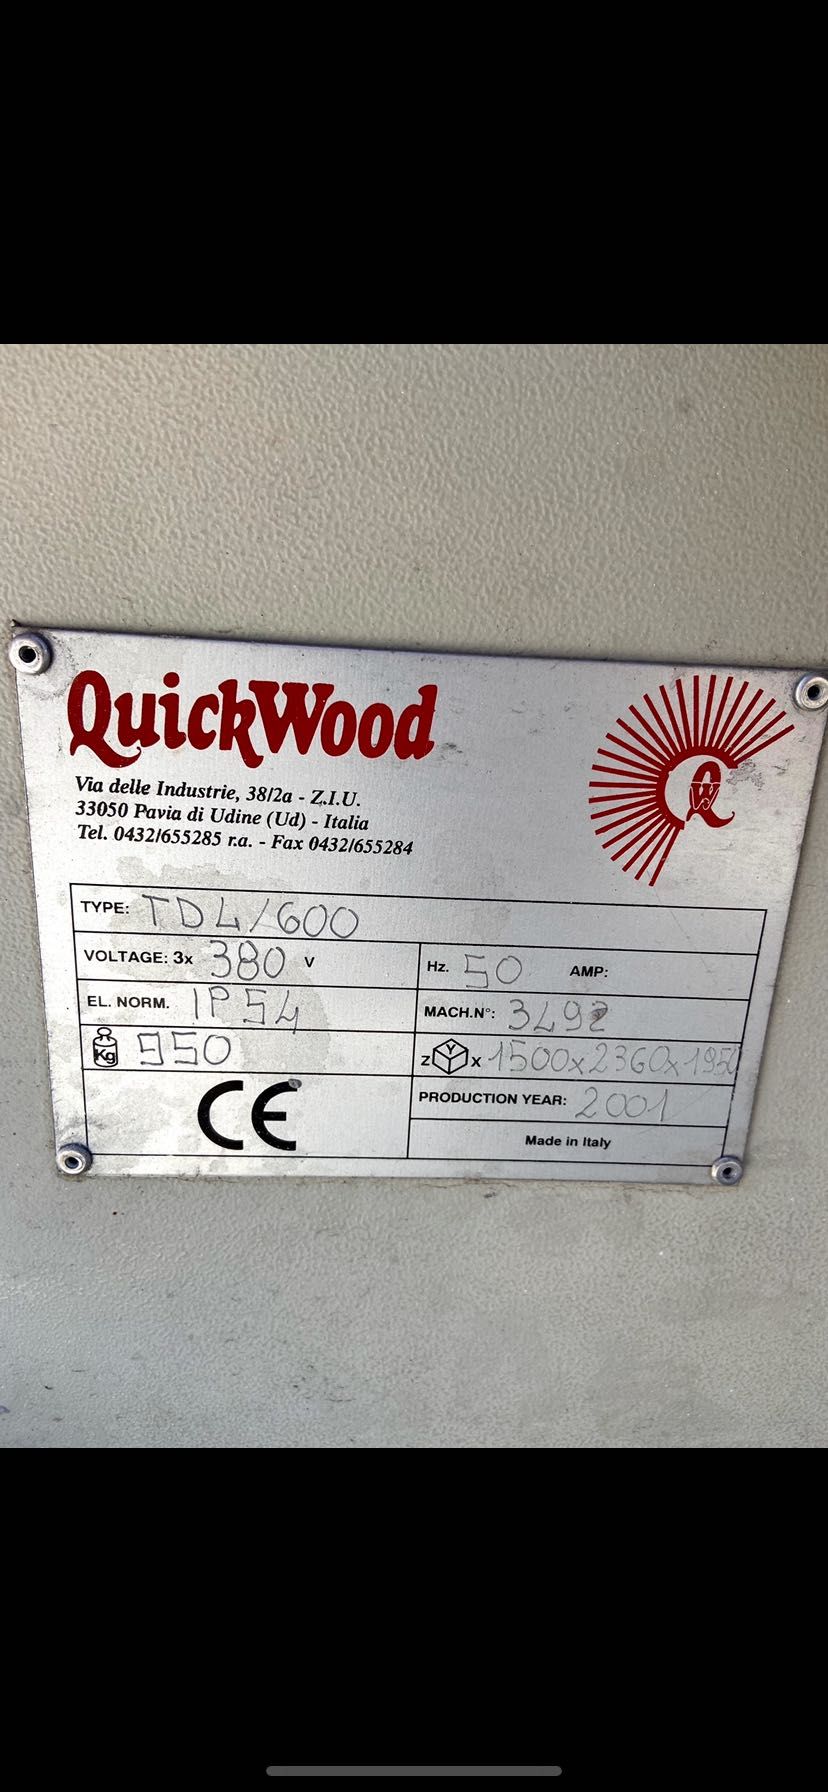 QuickWood
Via delle Industrie, 38/2a - Z.I.U.
33050 Pavia di Udine (Ud) - Italia
Tel. 0432/655285 r.a. - Fax 0432/655284
QW
TYPE: TD4/600
VOLTAGE: 3x 380 V
Hz. 50 AMP:
EL. NORM. IP54
MACH.N°: 3492
Kg 950
Z Y X 1500x2360x1950
CE
PRODUCTION YEAR: 2001
Made in Italy